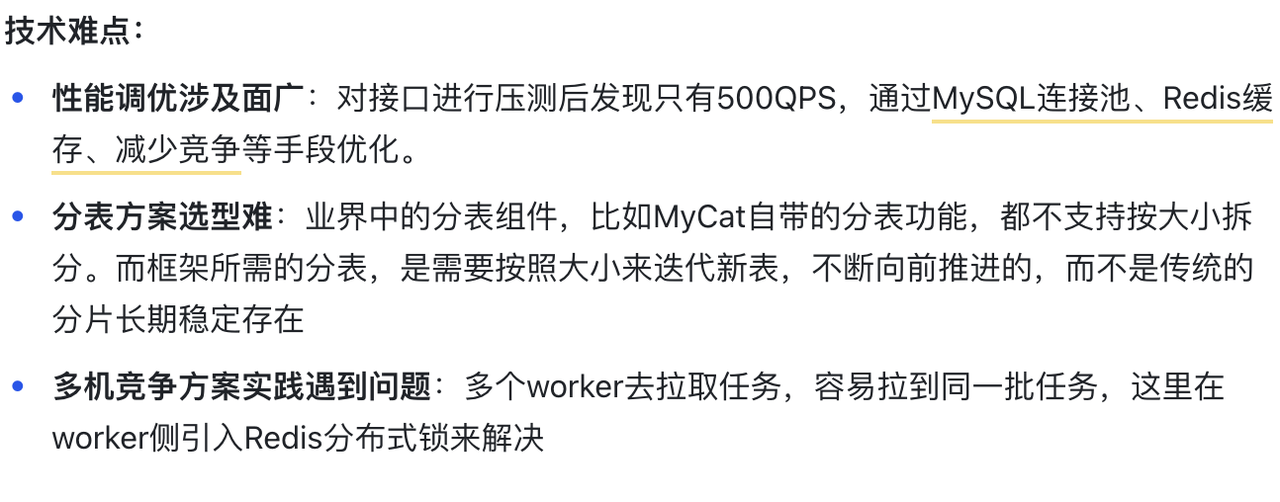 技术难点：
性能调优涉及面广：对接口进行压测后发现只有500QPS，通过MySQL连接池、Redis缓
存、减少竞争等手段优化。
分表方案选型难：业界中的分表组件，比如MyCat自带的分表功能，都不支持按大小拆
分。而框架所需的分表，是需要按照大小来迭代新表，不断向前推进的，而不是传统的
分片长期稳定存在
多机竞争方案实践遇到问题：多个worker去拉取任务，容易拉到同一批任务，这里在
worker侧引入Redis分布式锁来解决